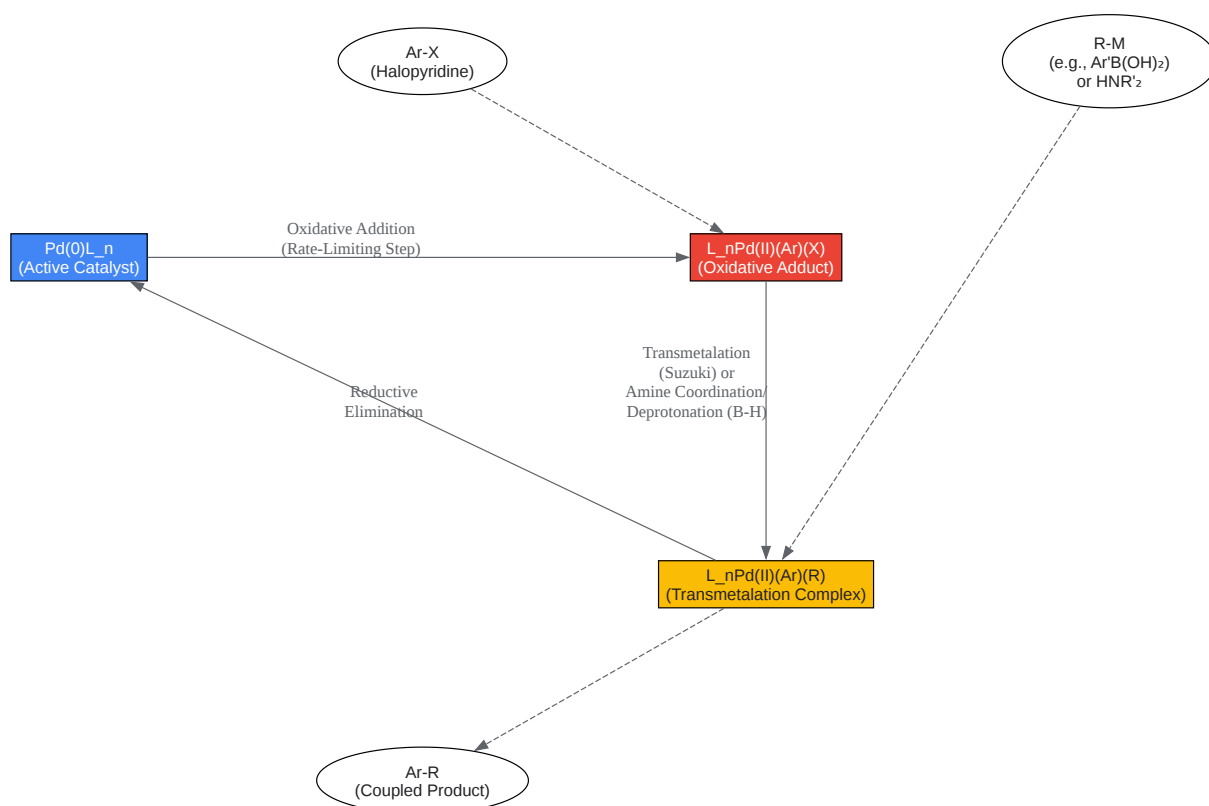 Ar-X
(Halopyridine)
R-M
(e.g., Ar'B(OH)₂)
or HNR'₂
Oxidative Addition
(Rate-Limiting Step)
Pd(0)L_n
(Active Catalyst)
L_nPd(II)(Ar)(X)
(Oxidative Adduct)
Transmetalation
(Suzuki) or
Amine Coordination/
Deprotonation (B-H)
Reductive
Elimination
L_nPd(II)(Ar)(R)
(Transmetalation Complex)
Ar-R
(Coupled Product)